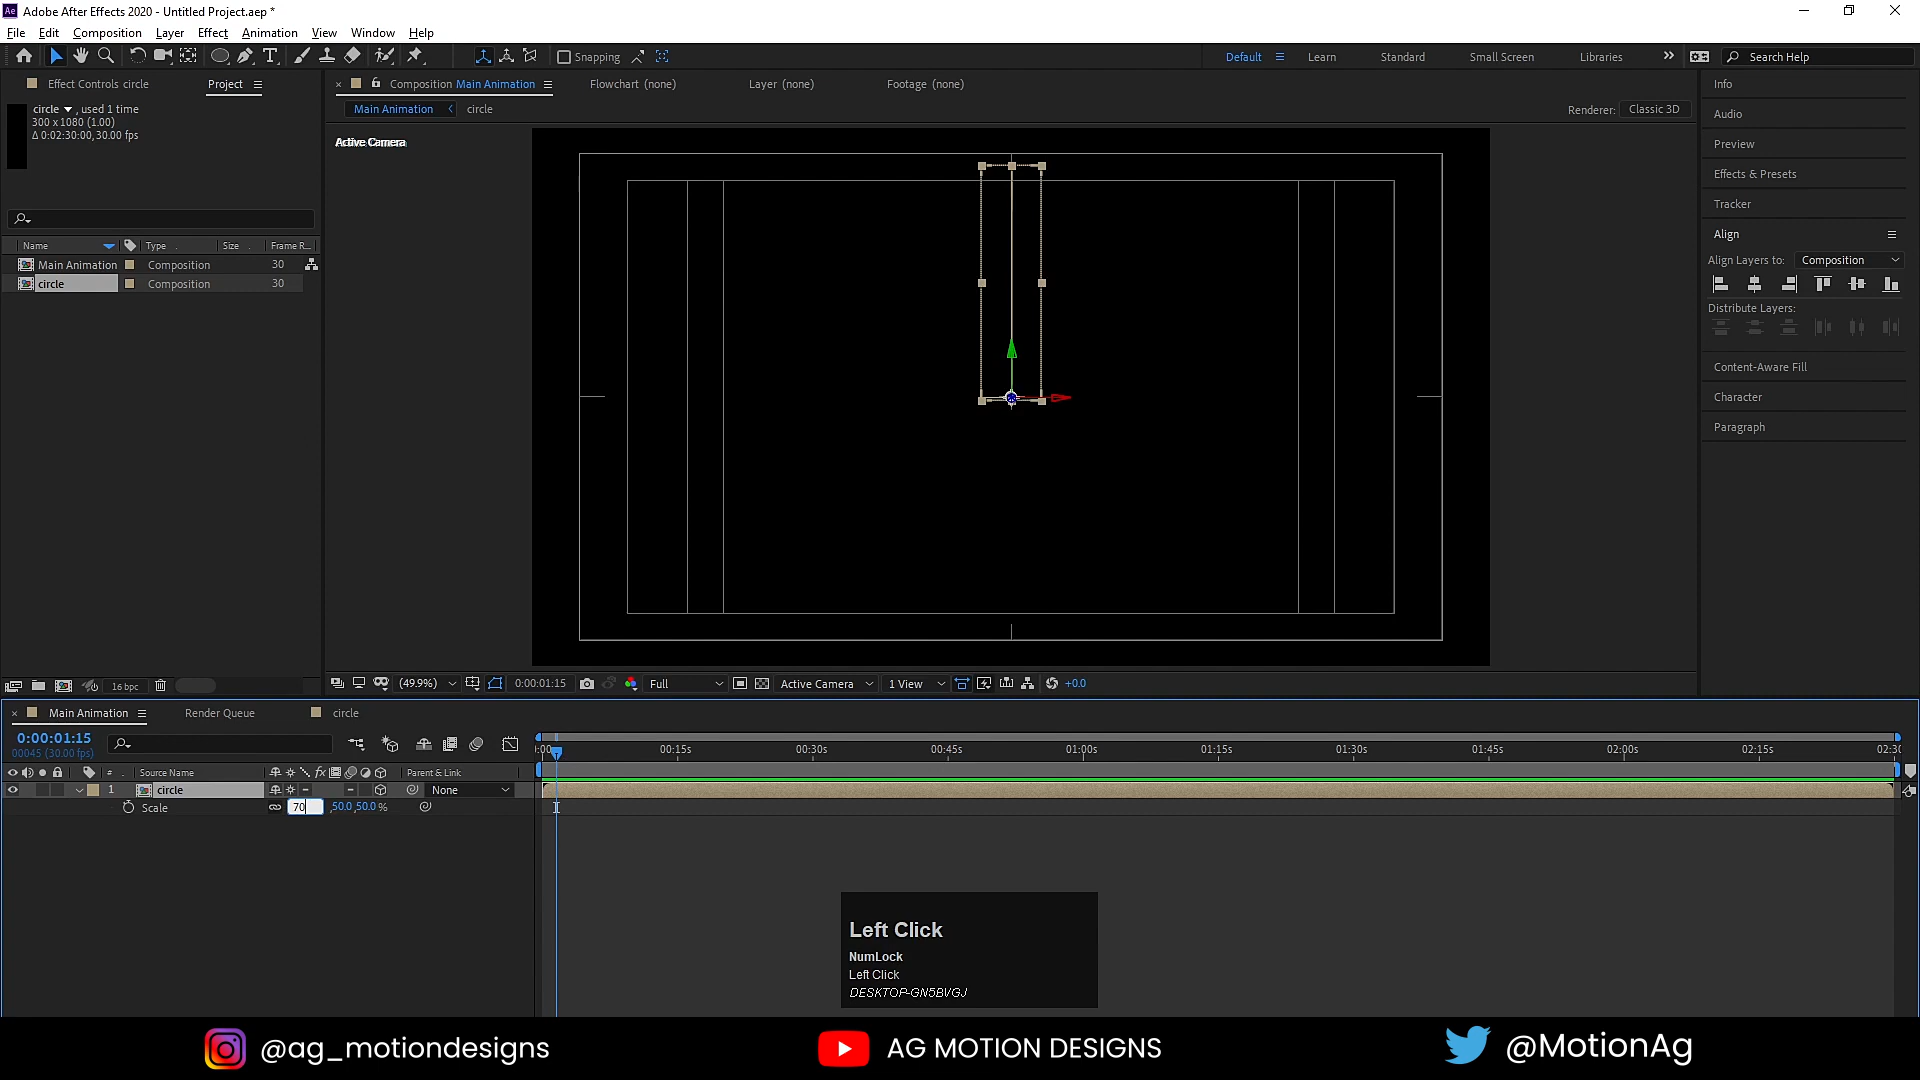 Ae Adobe After Effects 2020 - Untitled Project.aep *
File Edit Composition Layer Effect Animation View Window Help
Snapping
Default Learn Standard Small Screen Libraries Search Help
Effect Controls circle Project
Composition Main Animation Flowchart (none) Layer (none) Footage (none)
Main Animation circle
Renderer: Classic 3D
circle , used 1 time
300 x 1080 (1.00)
Δ 0:02:30:00, 30.00 fps
Active Camera
Info
Audio
Preview
Effects & Presets
Tracker
Align
Align Layers to: Composition
Distribute Layers:
Content-Aware Fill
Character
Paragraph
Name Type Size Frame R...
Main Animation Composition 30
circle Composition 30
16 bpc
(49.9%) 0:00:01:15 Full Active Camera 1 View +0.0
Main Animation Render Queue circle
0:00:01:15
00045 (30.00 fps)
# Source Name Parent & Link
1 circle None
Scale 70 ,50.0,50.0 %
):00s 00:15s 00:30s 00:45s 01:00s 01:15s 01:30s 01:45s 02:00s 02:15s 02:30
Left Click
NumLock
Left Click
DESKTOP-GN5BVGJ
@ag_motiondesigns AG MOTION DESIGNS @MotionAg